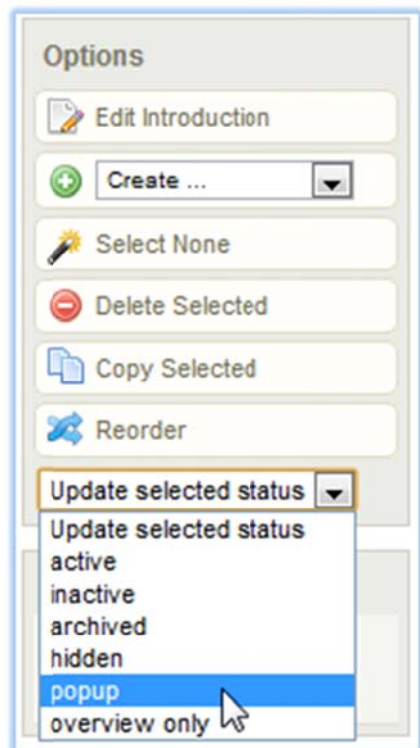 Options
Edit Introduction
Create ...
Select None
Delete Selected
Copy Selected
Reorder
Update selected status
Update selected status
active
inactive
archived
hidden
popup
overview only